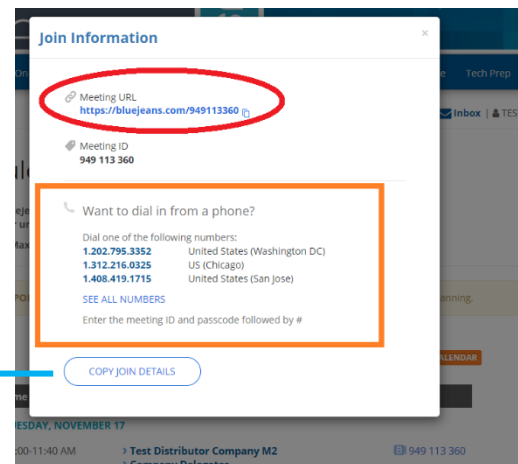 Join Information
×
Tech Prep
Meeting URL
https://bluejeans.com/949113360
Inbox |
Meeting ID
949 113 360
Want to dial in from a phone?
Dial one of the following numbers:
1.202.795.3352 United States (Washington DC)
1.312.216.0325 US (Chicago)
1.408.419.1715 United States (San Jose)
SEE ALL NUMBERS
Enter the meeting ID and passcode followed by #
COPY JOIN DETAILS
NOVEMBER 17
:00-11:40 AM > Test Distributor Company M2 949 113 360